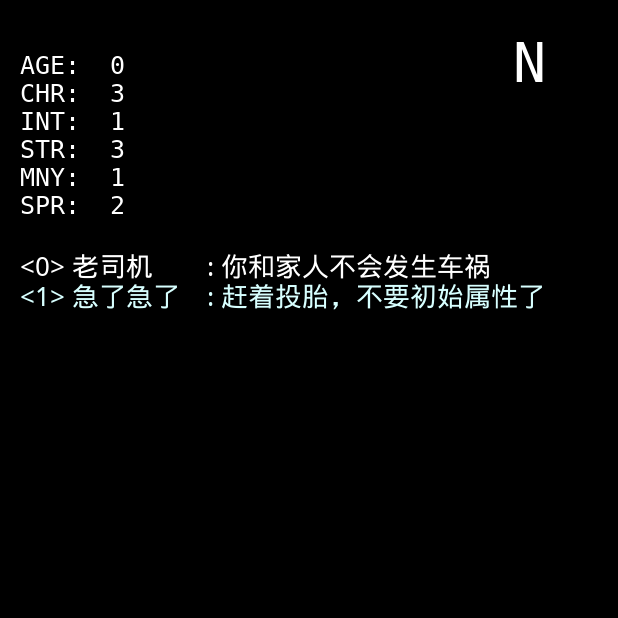 N
AGE: 0
CHR: 3
INT: 1
STR: 3
MNY: 1
SPR: 2
<0> 老司机 : 你和家人不会发生车祸
<1> 急了急了 : 赶着投胎，不要初始属性了